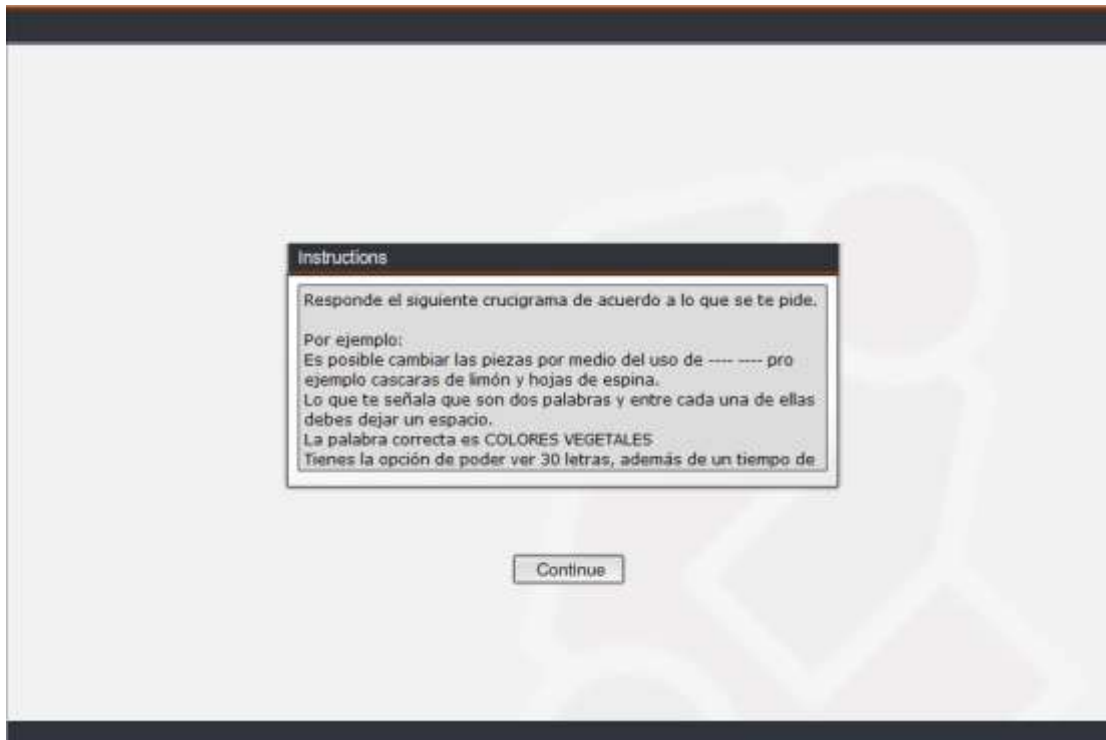 Instructions
Responde el siguiente crucigrama de acuerdo a lo que se te pide.
Por ejemplo:
Es posible cambiar las piezas por medio del uso de ---- ---- pro
ejemplo cascaras de limón y hojas de espina.
Lo que te señala que son dos palabras y entre cada una de ellas
debes dejar un espacio.
La palabra correcta es COLORES VEGETALES
Tienes la opción de poder ver 30 letras, además de un tiempo de
Continue